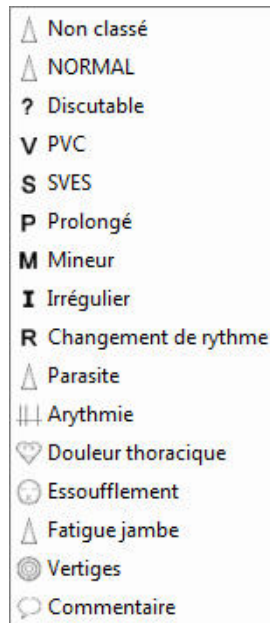 Non classé
NORMAL
? Discutable
V PVC
S SVES
P Prolongé
M Mineur
I Irrégulier
R Changement de rythme
Parasite
Arythmie
Douleur thoracique
Essoufflement
Fatigue jambe
Vertiges
Commentaire